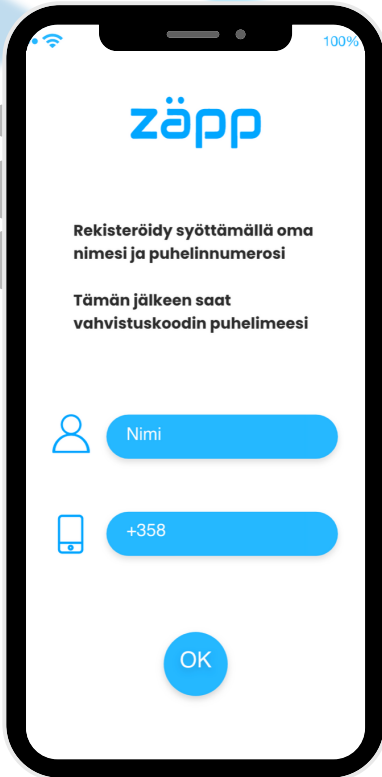 100%
zäpp
Rekisteröidy syöttämällä oma
nimesi ja puhelinnumerosi
Tämän jälkeen saat
vahvistuskoodin puhelimeesi
Nimi
+358
OK